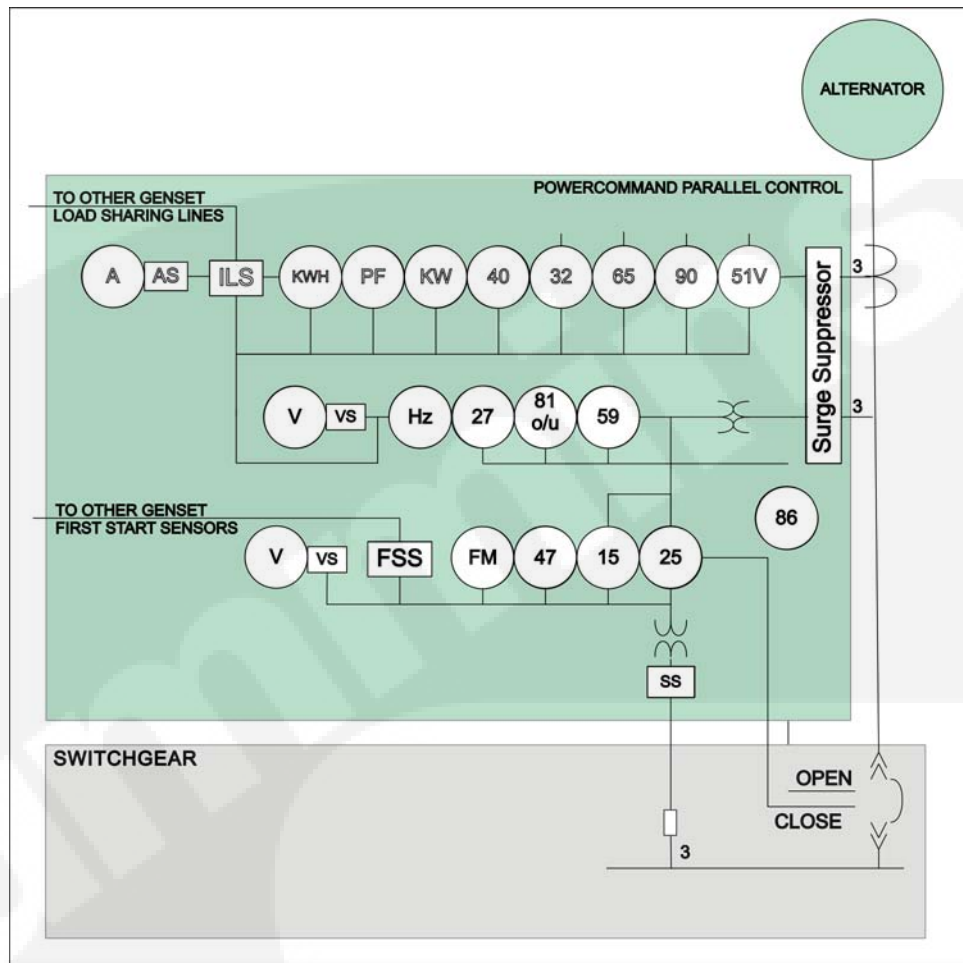 ALTERNATOR
POWERCOMMAND PARALLEL CONTROL
TO OTHER GENSET
LOAD SHARING LINES
A AS ILS KWH PF KW 40 32 65 90 51V 3
Surge Suppressor
V VS Hz 27 81 o/u 59 3
TO OTHER GENSET
FIRST START SENSORS
86
V VS FSS FM 47 15 25
SS
SWITCHGEAR
OPEN
CLOSE
3